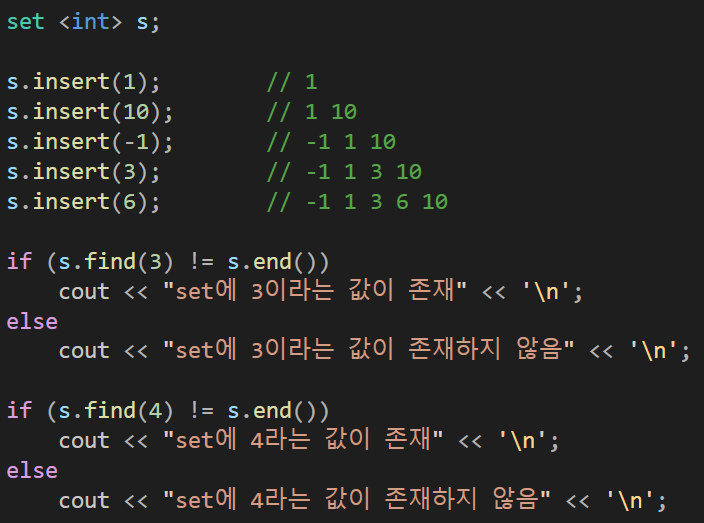 set <int> s;
s.insert(1);        // 1
s.insert(10);       // 1 10
s.insert(-1);       // -1 1 10
s.insert(3);        // -1 1 3 10
s.insert(6);        // -1 1 3 6 10
if (s.find(3) != s.end())
    cout << "set에 3이라는 값이 존재" << '\n';
else
    cout << "set에 3이라는 값이 존재하지 않음" << '\n';
if (s.find(4) != s.end())
    cout << "set에 4라는 값이 존재" << '\n';
else
    cout << "set에 4라는 값이 존재하지 않음" << '\n';